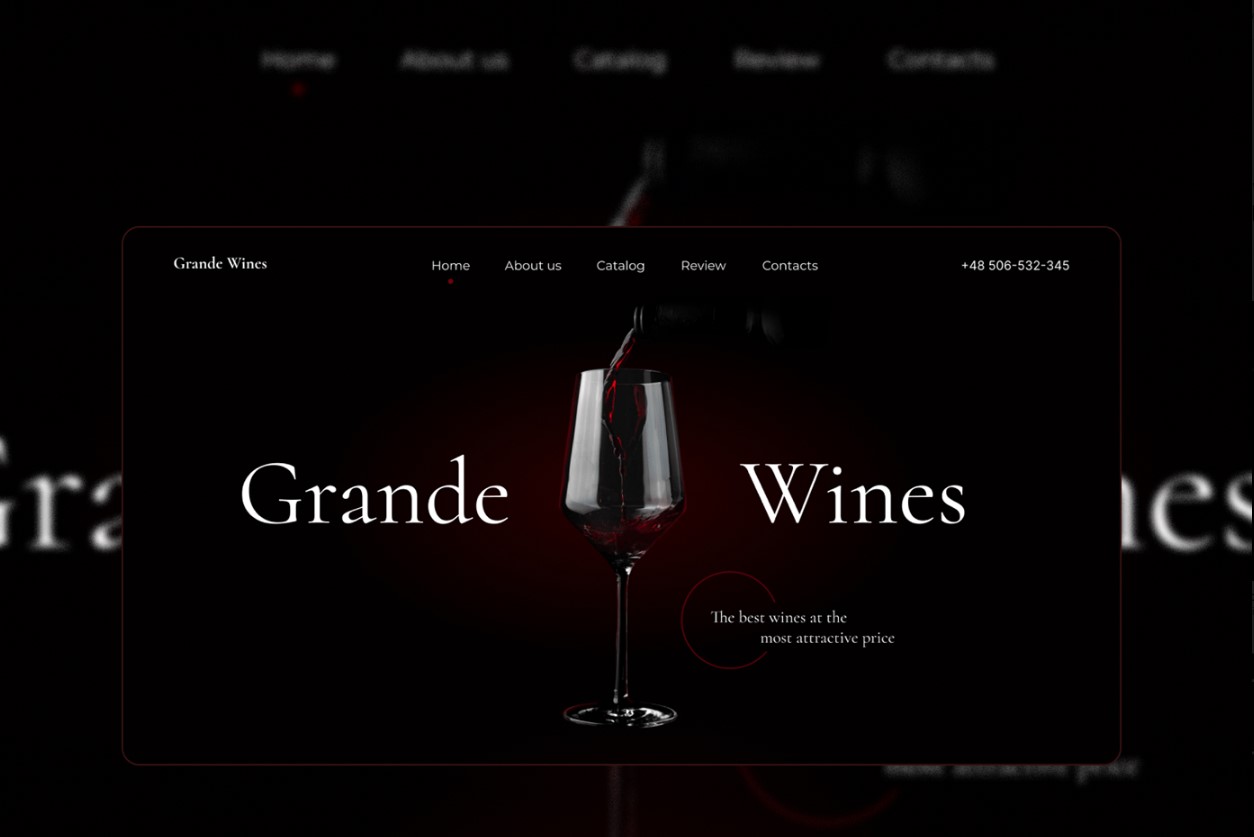 Home About us Catalog Review Contacts
Grande Wines Home About us Catalog Review Contacts +48 506-532-345
Grande Wines
The best wines at the
most attractive price
most attractive price